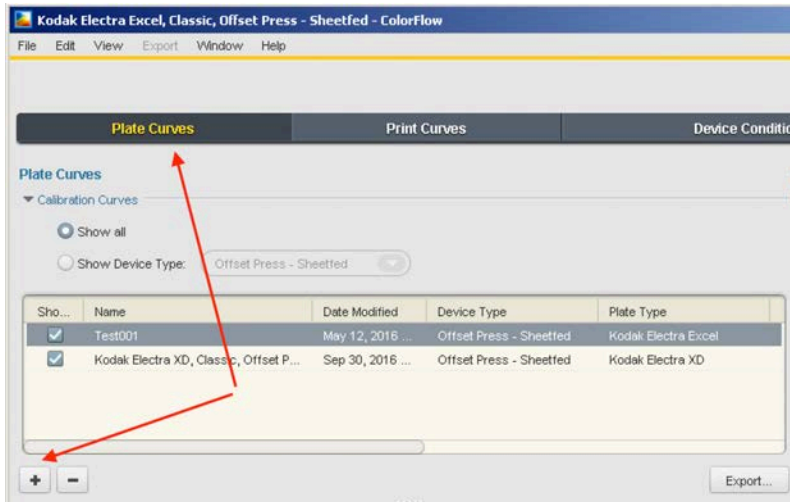 Kodak Electra Excel, Classic, Offset Press - Sheetfed - ColorFlow
File Edit View Export Window Help
Plate Curves Print Curves Device Conditio
Plate Curves
Calibration Curves
Show all
Show Device Type: Offset Press - Sheetfed
Sho... Name Date Modified Device Type Plate Type
Test001 May 12, 2016 ... Offset Press - Sheetfed Kodak Electra Excel
Kodak Electra XD, Classic, Offset P... Sep 30, 2016 ... Offset Press - Sheetfed Kodak Electra XD
+ - Export...